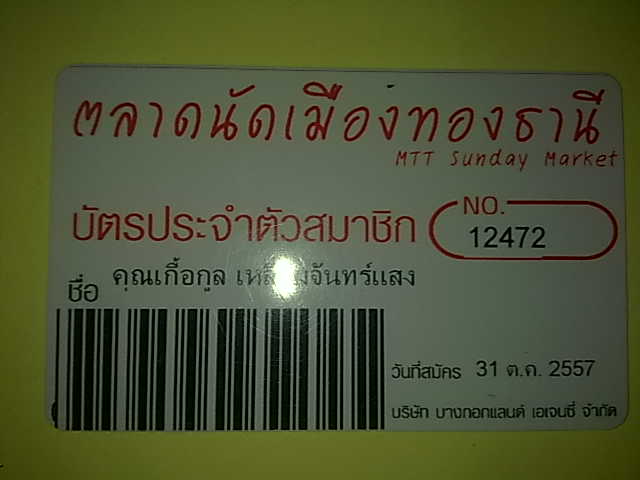 ตลาดนัดเมืองทองธานี
MTT Sunday Market
บัตรประจำตัวสมาชิก
NO.
12472
ชื่อ คุณเกื้อกูล
วันที่สมัคร 31 ต.ค. 2557
บริษัท บางกอกแลนด์ เอเจนซี่ จำกัด